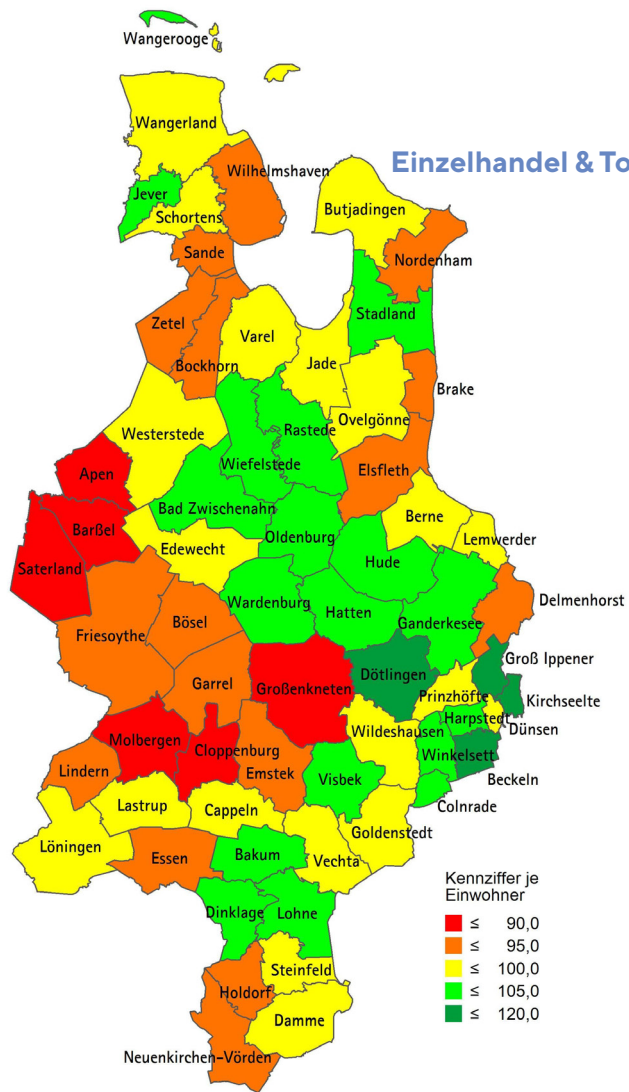 Wangerooge
Wangerland
Einzelhandel & To
Wilhelmshaven
Jever
Butjadingen
Schortens
Sande
Nordenham
Stadland
Zetel
Varel
Bockhorn
Jade
Brake
Ovelgönne
Rastede
Westerstede
Wiefelstede
Elsfleth
Apen
Bad Zwischenahn
Berne
Barßel
Oldenburg
Lemwerder
Edewecht
Hude
Saterland
Delmenhorst
Wardenburg
Hatten
Ganderkesee
Bösel
Friesoythe
Groß Ippener
Dötlingen
Garrel
Großenkneten
Prinzhöfte
Kirchseelte
Harpstedt
Dünsen
Wildeshausen
Molbergen
Cloppenburg
Winkelsett
Lindern
Emstek
Visbek
Beckeln
Colnrade
Lastrup
Cappeln
Goldenstedt
Löningen
Essen
Bakum
Vechta
Kennziffer je
Einwohner
Dinklage
Lohne
≤ 90,0
≤ 95,0
≤ 100,0
≤ 105,0
≤ 120,0
Steinfeld
Holdorf
Damme
Neuenkirchen-Vörden